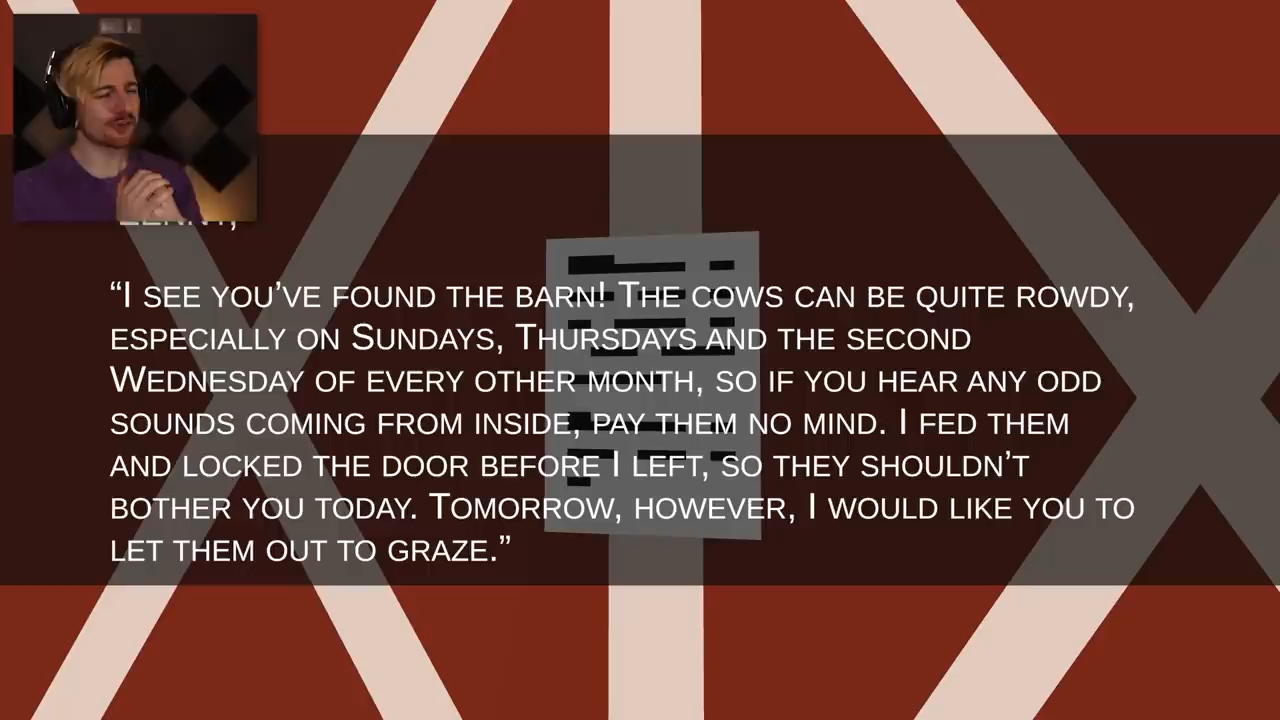 “I SEE YOU’VE FOUND THE BARN! THE COWS CAN BE QUITE ROWDY,
ESPECIALLY ON SUNDAYS, THURSDAYS AND THE SECOND
WEDNESDAY OF EVERY OTHER MONTH, SO IF YOU HEAR ANY ODD
SOUNDS COMING FROM INSIDE, PAY THEM NO MIND. I FED THEM
AND LOCKED THE DOOR BEFORE I LEFT, SO THEY SHOULDN’T
BOTHER YOU TODAY. TOMORROW, HOWEVER, I WOULD LIKE YOU TO
LET THEM OUT TO GRAZE.”